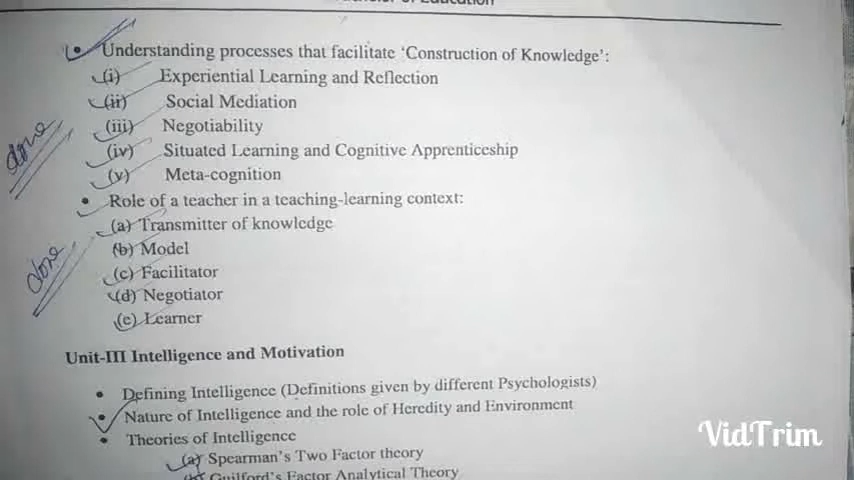 Understanding processes that facilitate 'Construction of Knowledge':
(i) Experiential Learning and Reflection
(ii) Social Mediation
(iii) Negotiability
(iv) Situated Learning and Cognitive Apprenticeship
(v) Meta-cognition
done
• Role of a teacher in a teaching-learning context:
(a) Transmitter of knowledge
(b) Model
(c) Facilitator
(d) Negotiator
(e) Learner
done
Unit-III Intelligence and Motivation
• Defining Intelligence (Definitions given by different Psychologists)
• Nature of Intelligence and the role of Heredity and Environment
• Theories of Intelligence
(a) Spearman's Two Factor theory
Guilford's Factor Analytical Theory
VidTrim